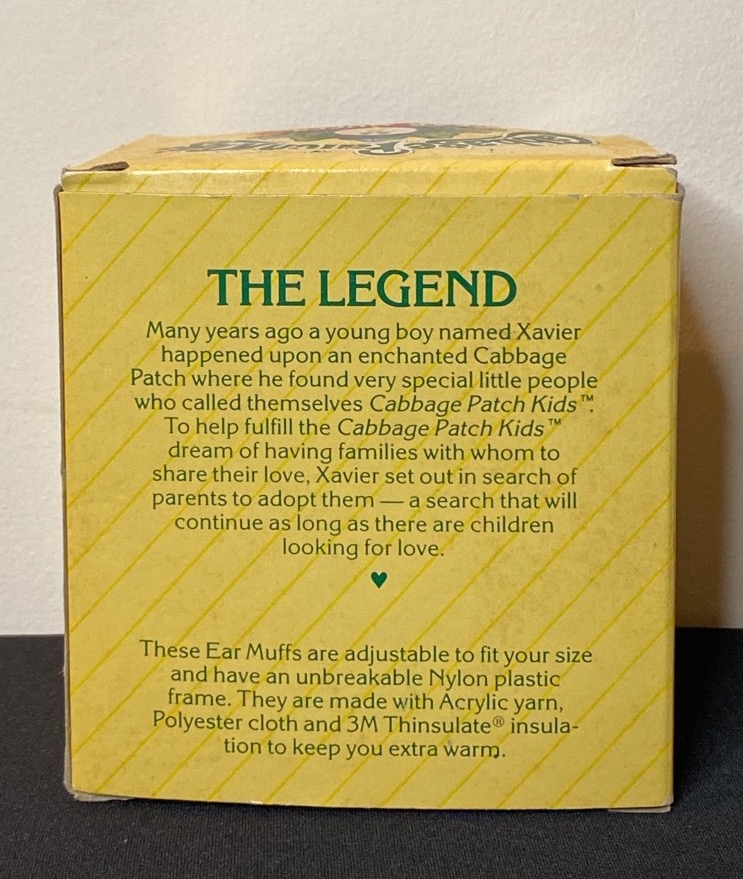 THE LEGEND
Many years ago a young boy named Xavier
happened upon an enchanted Cabbage
Patch where he found very special little people
who called themselves Cabbage Patch Kids™.
To help fulfill the Cabbage Patch Kids™
dream of having families with whom to
share their love, Xavier set out in search of
parents to adopt them — a search that will
continue as long as there are children
looking for love.
These Ear Muffs are adjustable to fit your size
and have an unbreakable Nylon plastic
frame. They are made with Acrylic yarn,
Polyester cloth and 3M Thinsulate® insula-
tion to keep you extra warm.